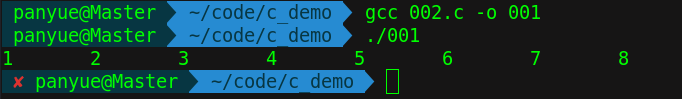 panyue@Master ~/code/c_demo gcc 002.c -o 001
panyue@Master ~/code/c_demo ./001
1 2 3 4 5 6 7 8
✘ panyue@Master ~/code/c_demo